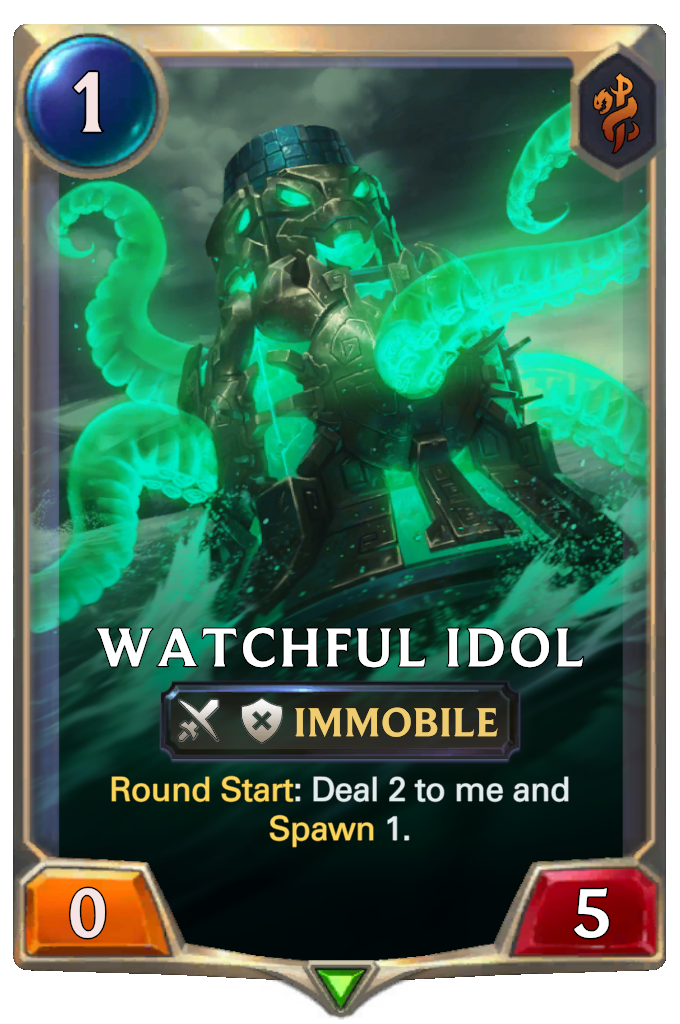 1
WATCHFUL IDOL
IMMOBILE
Round Start: Deal 2 to me and
Spawn 1.
0
5